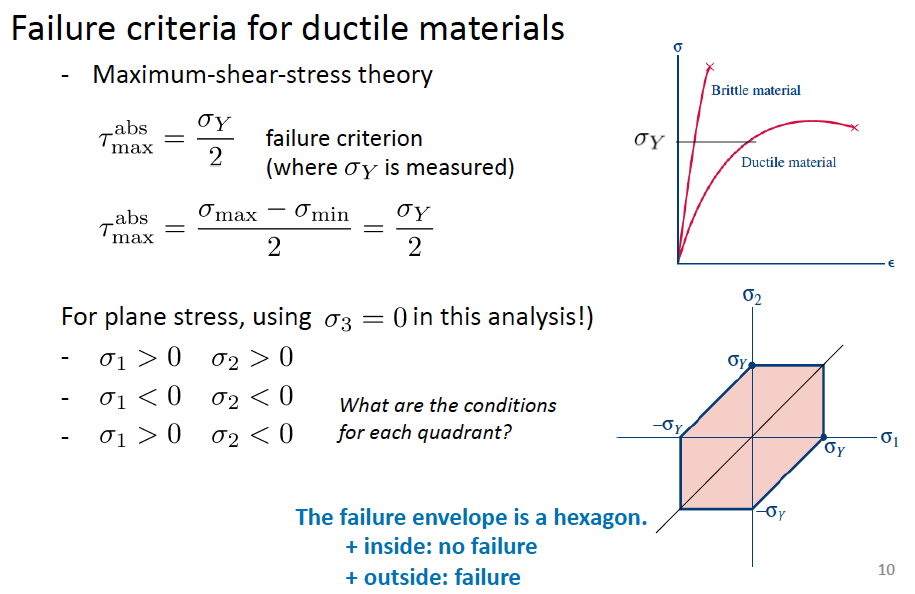 Failure criteria for ductile materials
- Maximum-shear-stress theory
τ_max^abs = σ_Y / 2
failure criterion
(where σ_Y is measured)
τ_max^abs = (σ_max − σ_min) / 2 = σ_Y / 2
σ
Brittle material
σ_Y
Ductile material
ϵ
For plane stress, using σ_3 = 0 in this analysis!)
- σ_1 > 0 σ_2 > 0
- σ_1 < 0 σ_2 < 0
- σ_1 > 0 σ_2 < 0
What are the conditions
for each quadrant?
σ_2
σ_Y
−σ_Y
σ_1
σ_Y
−σ_Y
The failure envelope is a hexagon.
+ inside: no failure
+ outside: failure
10